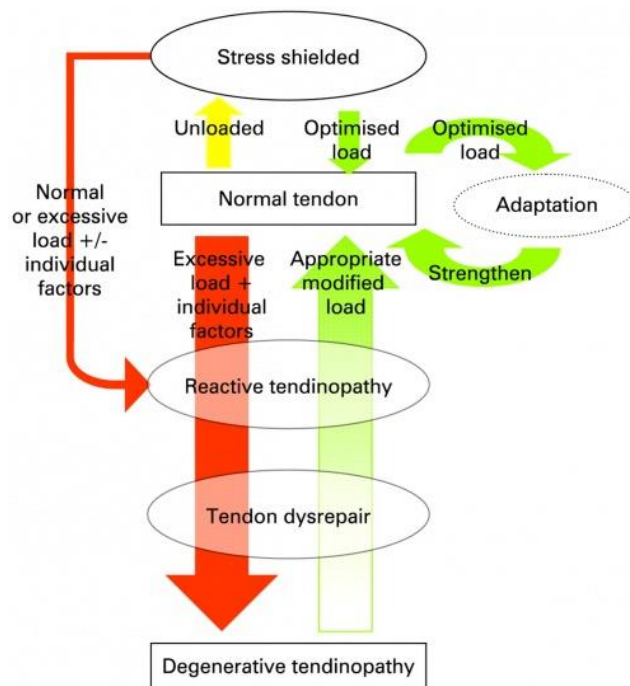 Stress shielded
Unloaded
Optimised
load
Optimised
load
Normal tendon
Adaptation
Normal
or excessive
load +/-
individual
factors
Excessive
load +
individual
factors
Appropriate
modified
load
Strengthen
Reactive tendinopathy
Tendon dysrepair
Degenerative tendinopathy